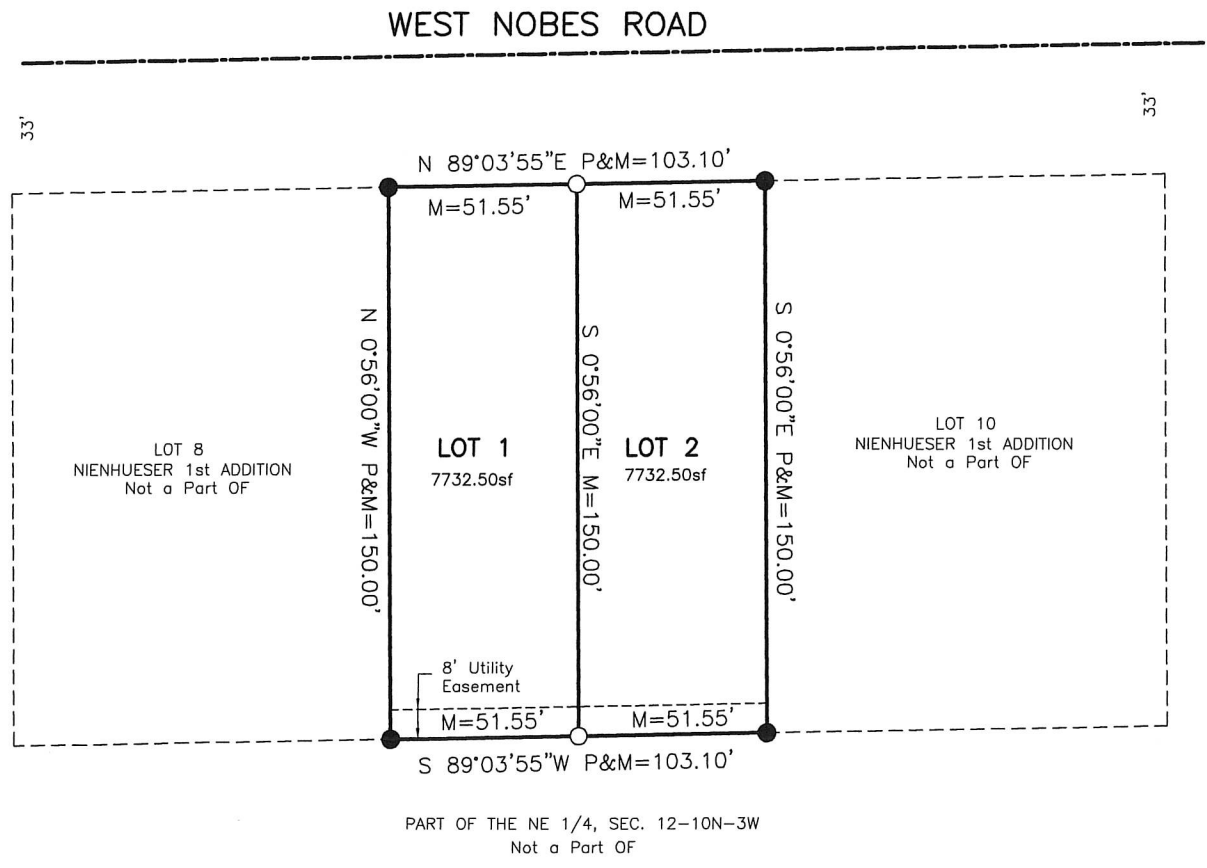 WEST NOBES ROAD
33'
33'
N 89°03'55"E P&M=103.10'
M=51.55'
M=51.55'
N 0°56'00"W P&M=150.00'
S 0°56'00"E M=150.00'
S 0°56'00"E P&M=150.00'
LOT 8
NIENHUESER 1st ADDITION
Not a Part OF
LOT 1
7732.50sf
LOT 2
7732.50sf
LOT 10
NIENHUESER 1st ADDITION
Not a Part OF
8' Utility
Easement
M=51.55'
M=51.55'
S 89°03'55"W P&M=103.10'
PART OF THE NE 1/4, SEC. 12-10N-3W
Not a Part OF